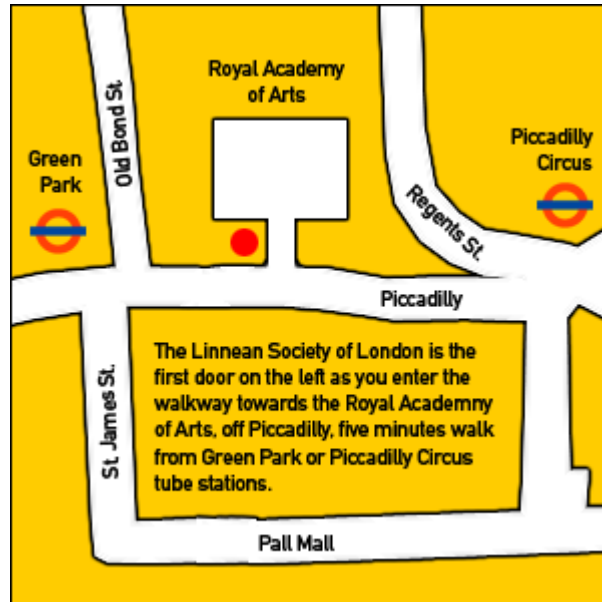 Royal Academy
of Arts
Old Bond St.
Green
Park
Piccadilly
Circus
Regents St.
Piccadilly
The Linnean Society of London is the
first door on the left as you enter the
walkway towards the Royal Academny
of Arts, off Piccadilly, five minutes walk
from Green Park or Piccadilly Circus
tube stations.
St. James St.
Pall Mall